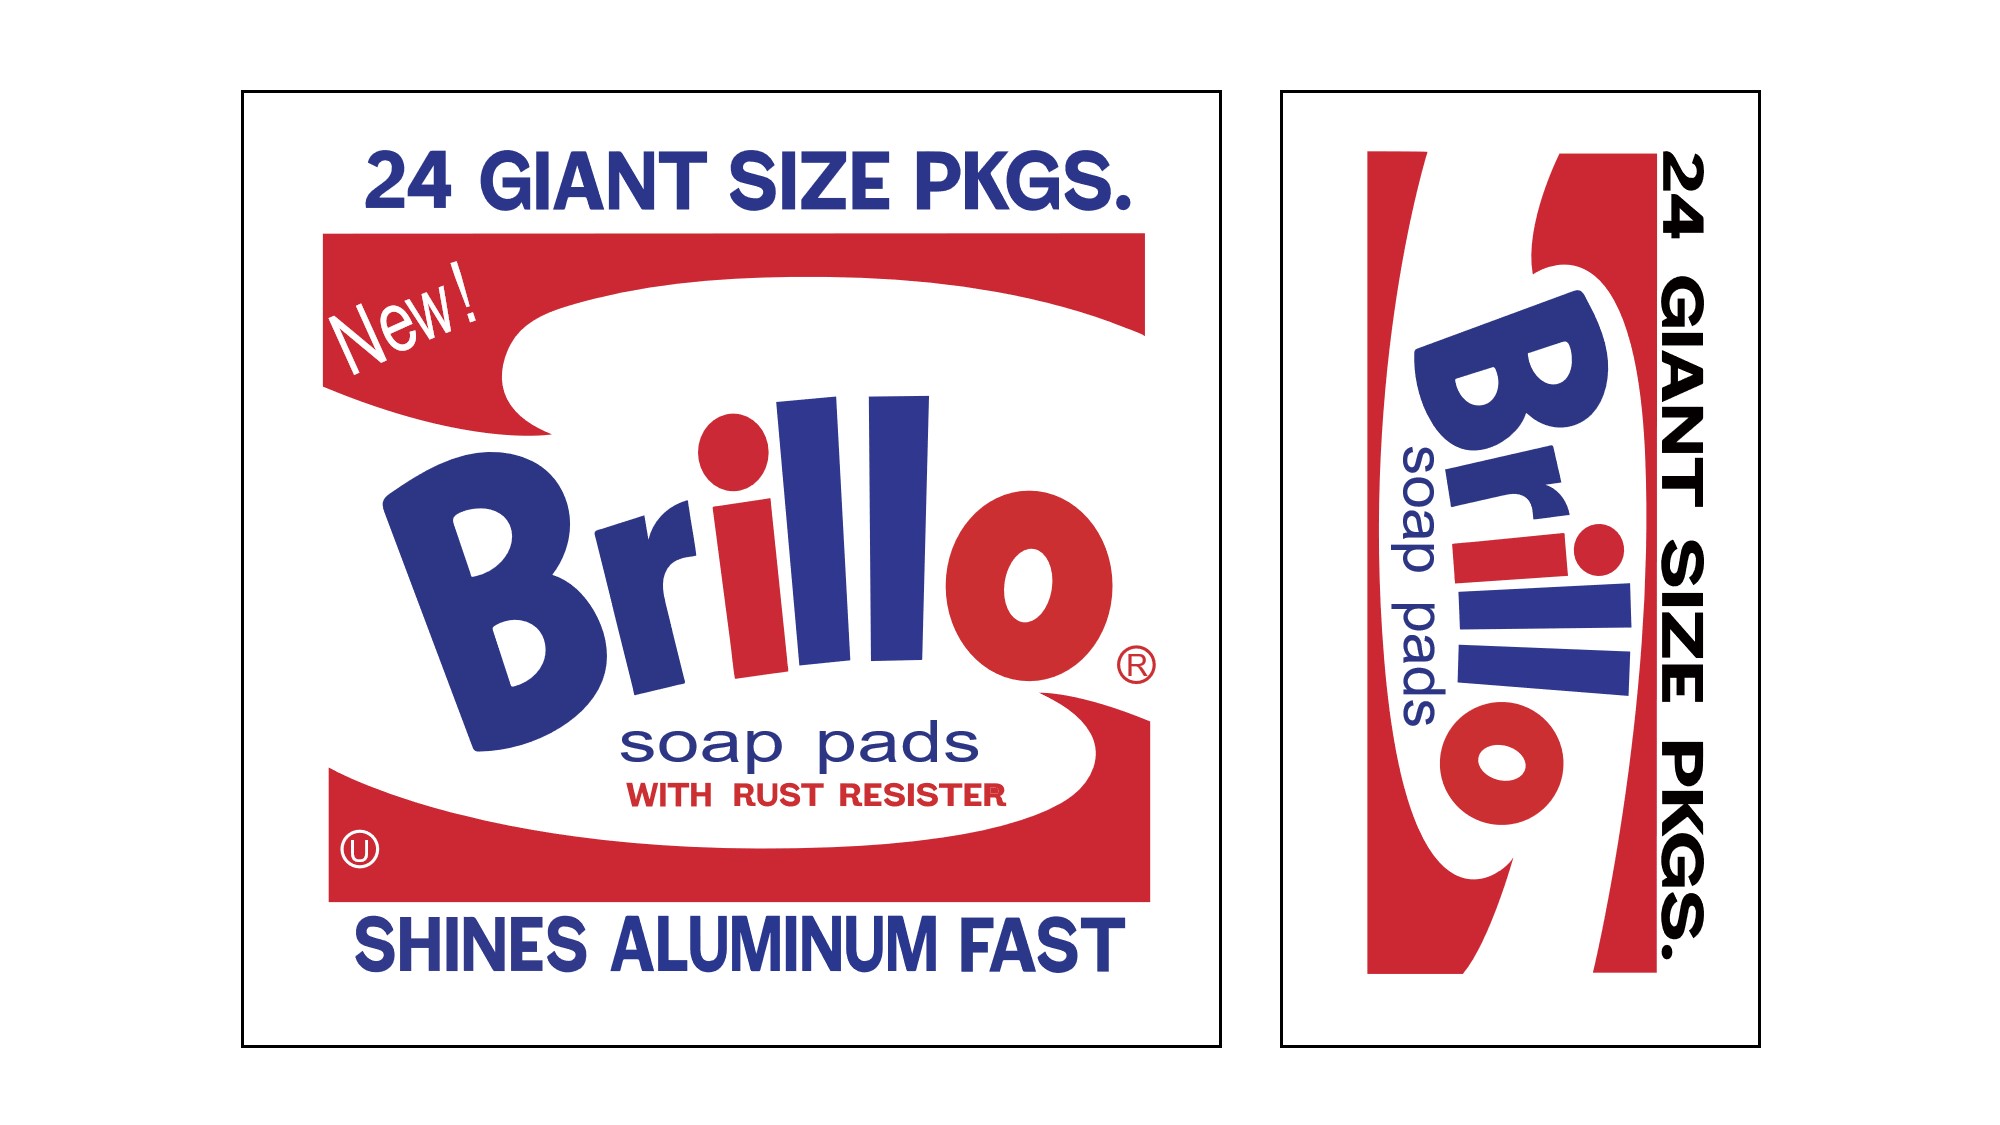 24 GIANT SIZE PKGS.
New!
Brillo®
soap pads
WITH RUST RESISTER
Ⓤ
SHINES ALUMINUM FAST
24 GIANT SIZE PKGS.
Brillo
soap pads